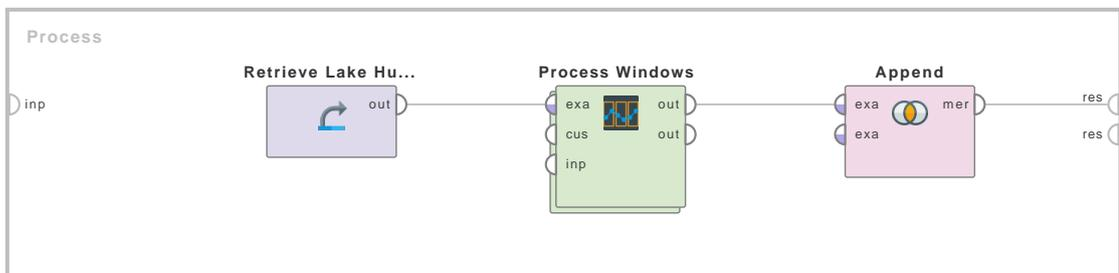 Process
Retrieve Lake Hu...
Process Windows
Append
inp
out
exa
out
exa
mer
res
cus
out
exa
res
inp